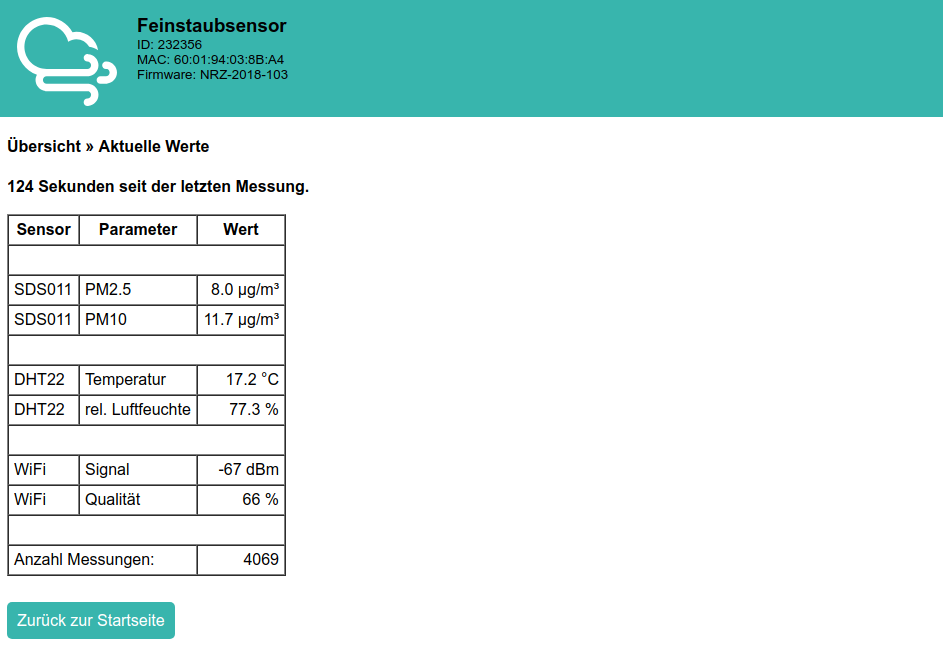 Feinstaubsensor
ID: 232356
MAC: 60:01:94:03:8B:A4
Firmware: NRZ-2018-103
Übersicht » Aktuelle Werte
124 Sekunden seit der letzten Messung.
Sensor Parameter Wert
SDS011 PM2.5 8.0 µg/m³
SDS011 PM10 11.7 µg/m³
DHT22 Temperatur 17.2 °C
DHT22 rel. Luftfeuchte 77.3 %
WiFi Signal -67 dBm
WiFi Qualität 66 %
Anzahl Messungen: 4069
Zurück zur Startseite